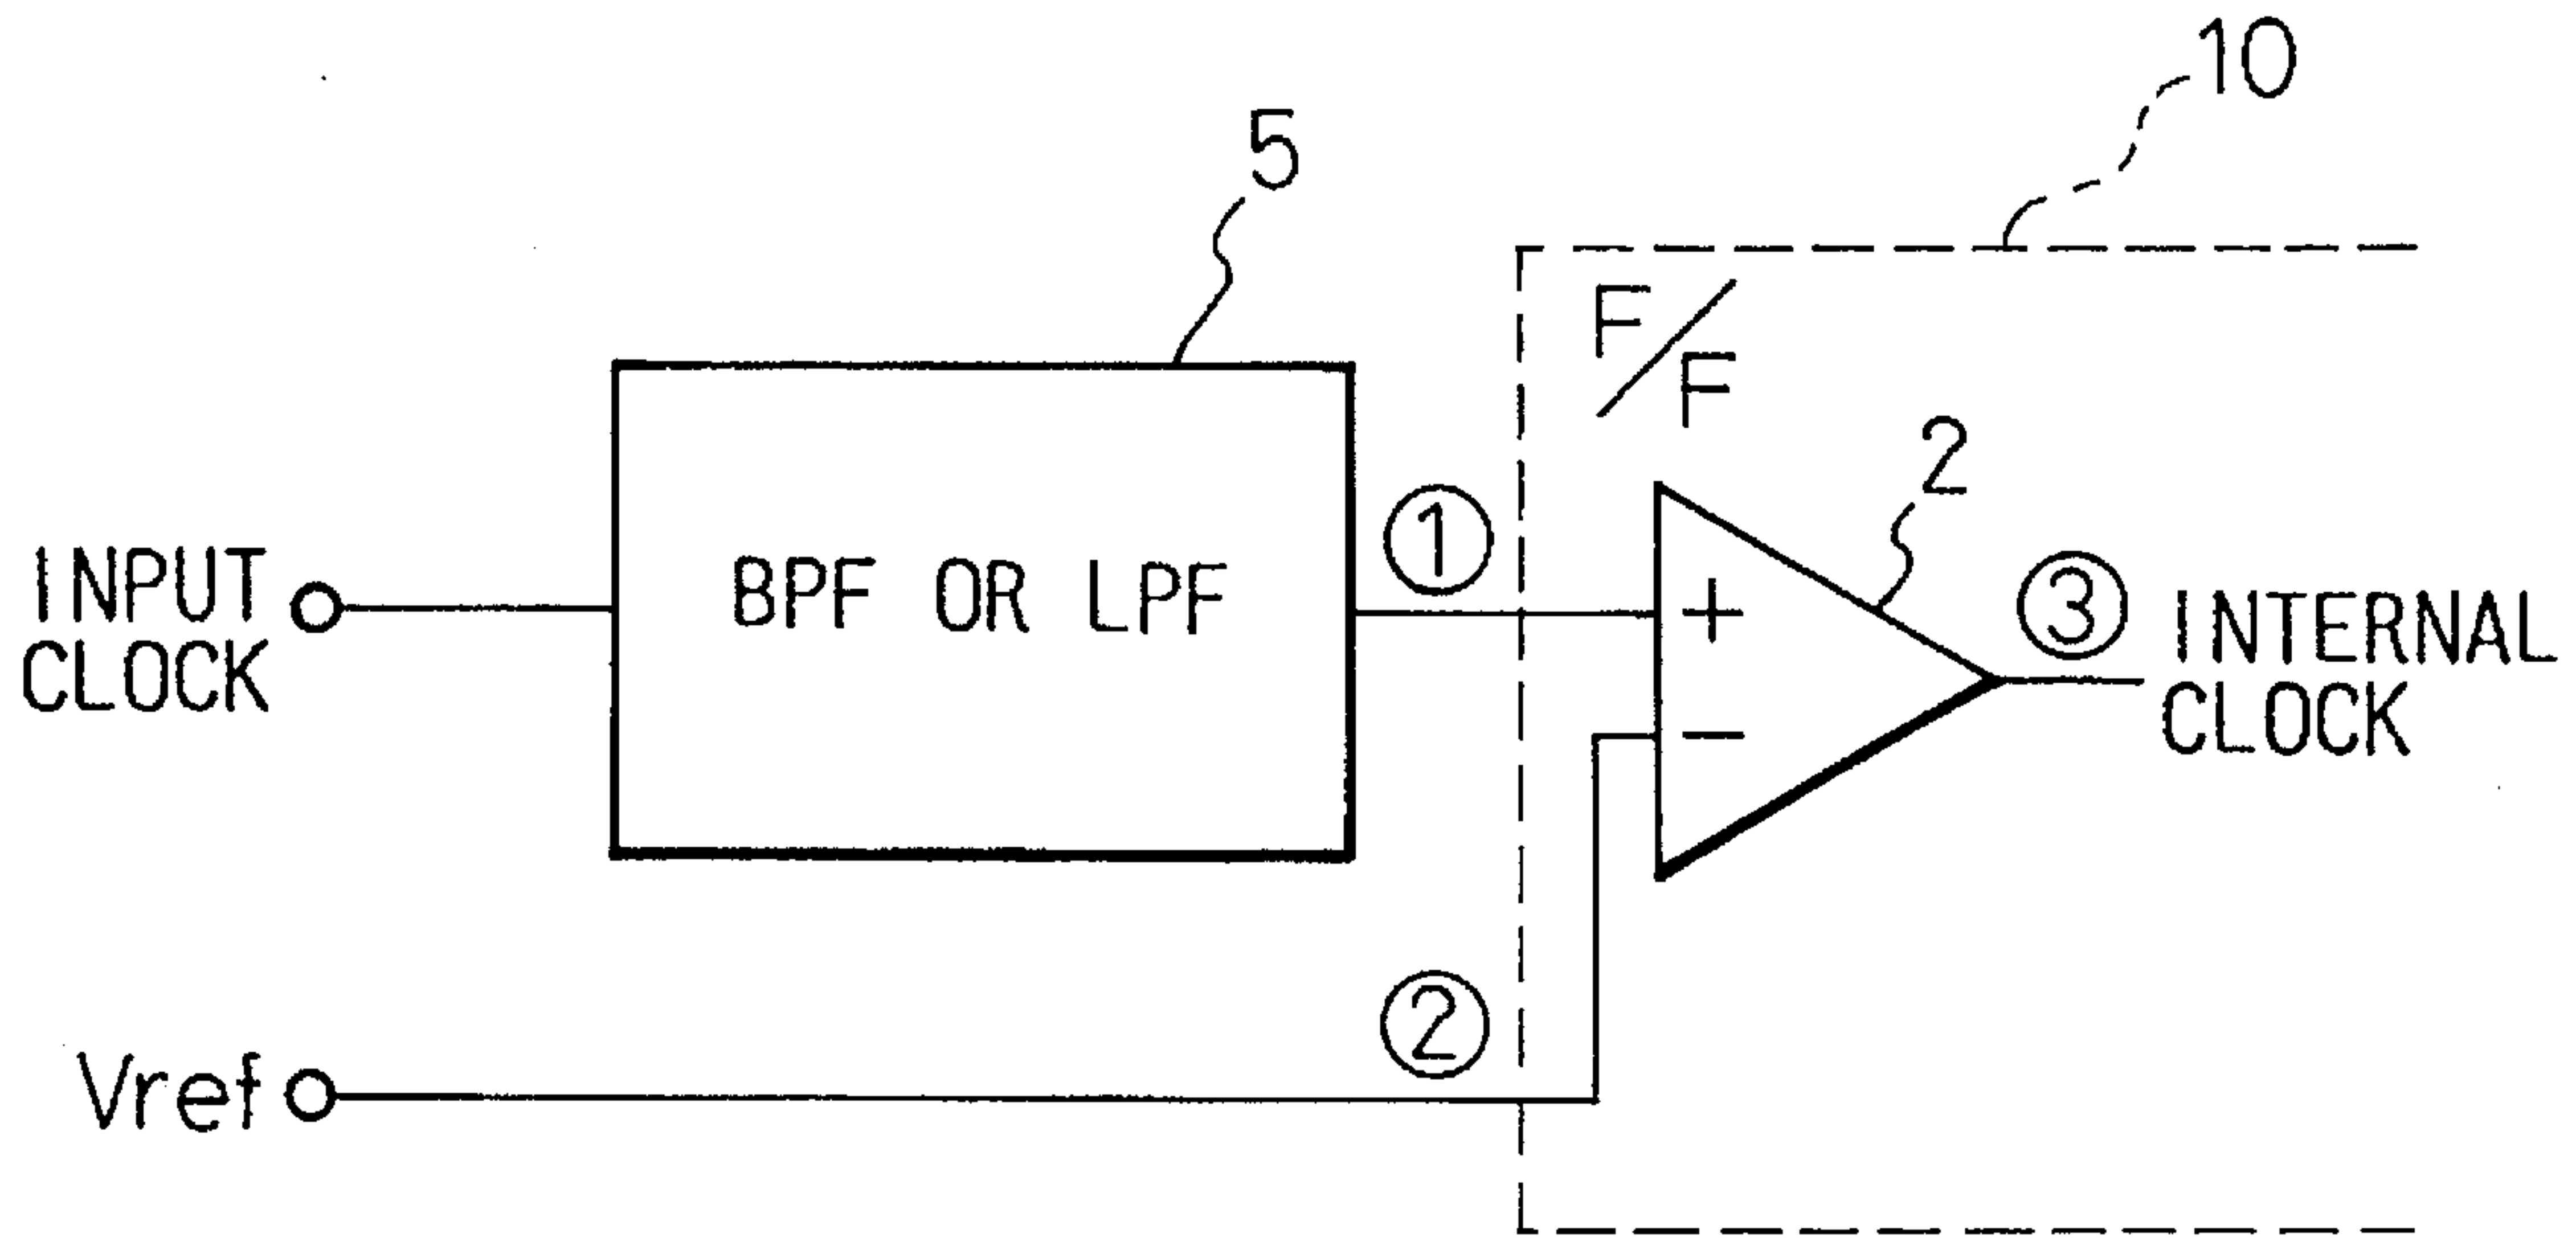 10
5
F/F
2
①
③
INPUT
CLOCK
BPF OR LPF
+
INTERNAL
CLOCK
−
②
Vref